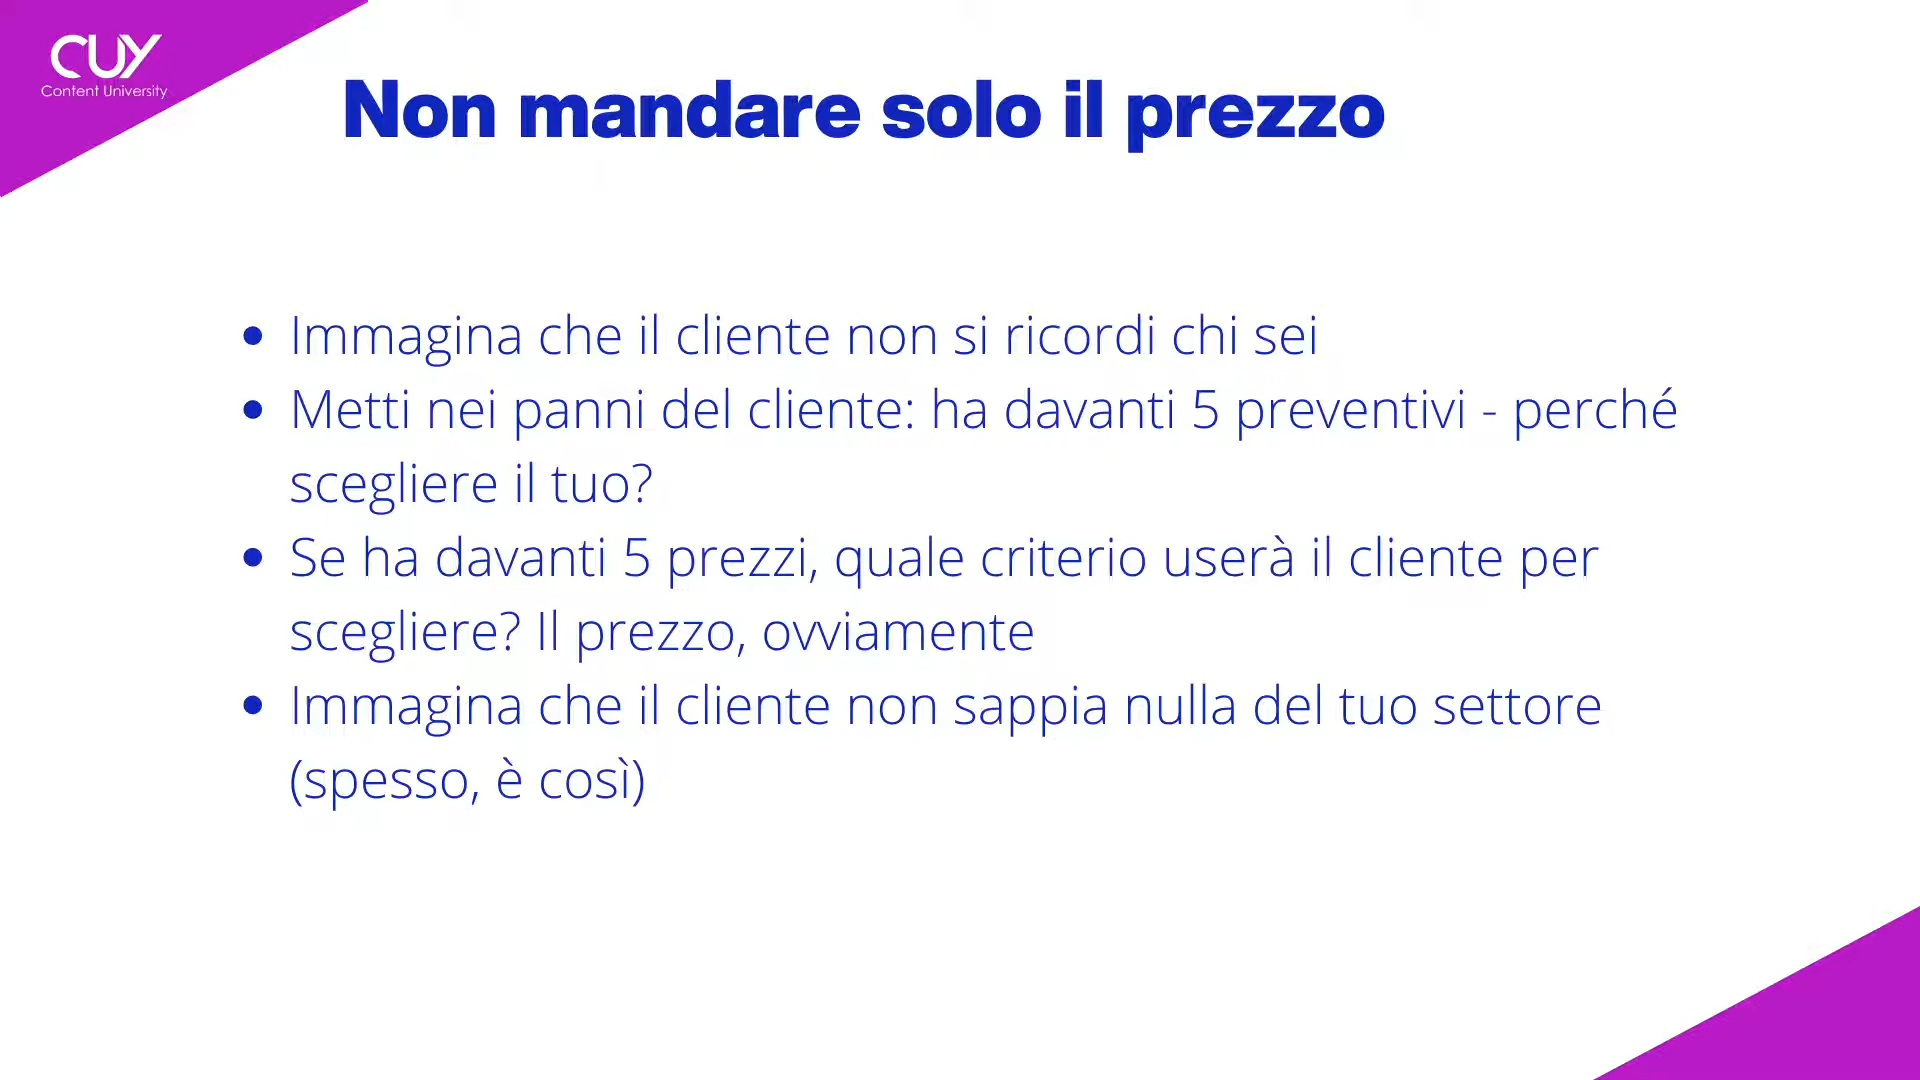 CUY
Content University
Non mandare solo il prezzo
Immagina che il cliente non si ricordi chi sei
Metti nei panni del cliente: ha davanti 5 preventivi - perché
scegliere il tuo?
Se ha davanti 5 prezzi, quale criterio userà il cliente per
scegliere? Il prezzo, ovviamente
Immagina che il cliente non sappia nulla del tuo settore
(spesso, è così)